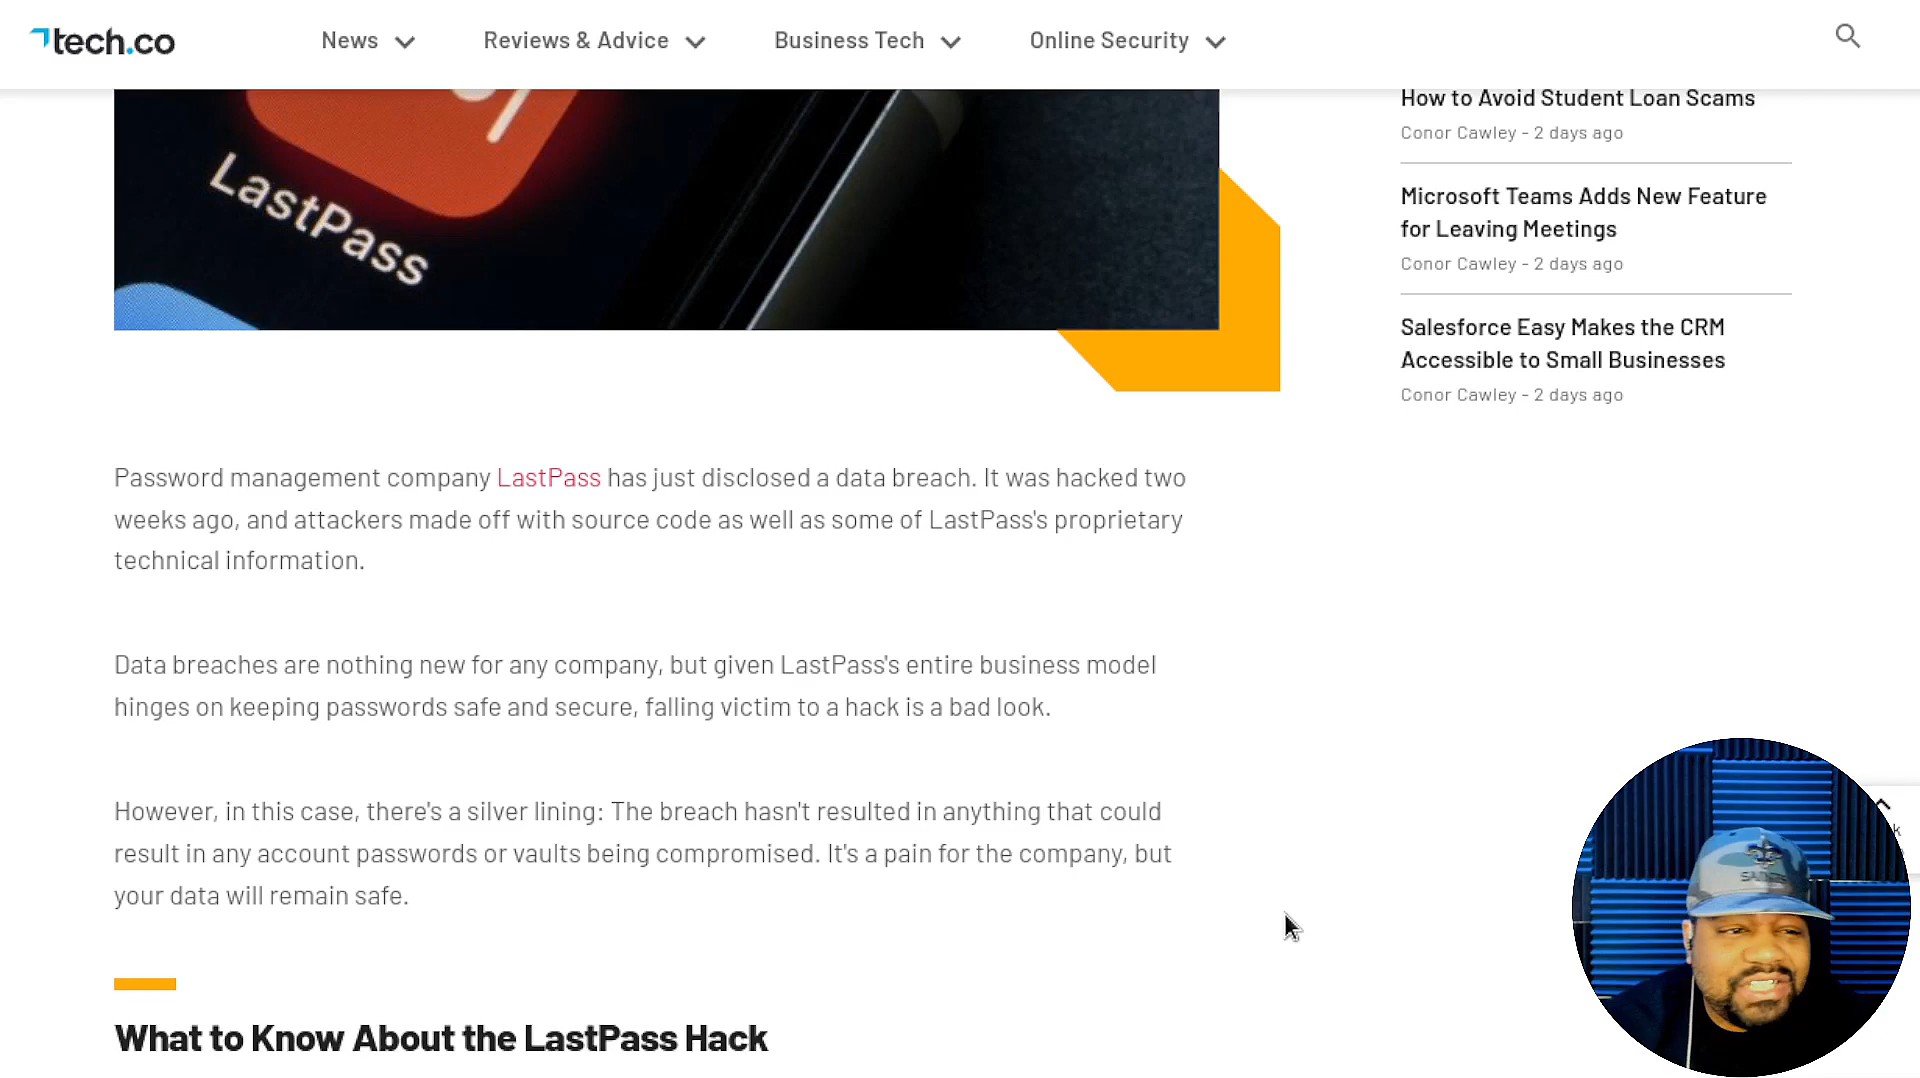 tech.co
News
Reviews & Advice
Business Tech
Online Security
LastPass
How to Avoid Student Loan Scams
Conor Cawley - 2 days ago
Microsoft Teams Adds New Feature
for Leaving Meetings
Conor Cawley - 2 days ago
Salesforce Easy Makes the CRM
Accessible to Small Businesses
Conor Cawley - 2 days ago
Password management company LastPass has just disclosed a data breach. It was hacked two
weeks ago, and attackers made off with source code as well as some of LastPass's proprietary
technical information.
Data breaches are nothing new for any company, but given LastPass's entire business model
hinges on keeping passwords safe and secure, falling victim to a hack is a bad look.
However, in this case, there's a silver lining: The breach hasn't resulted in anything that could
result in any account passwords or vaults being compromised. It's a pain for the company, but
your data will remain safe.
What to Know About the LastPass Hack
SAINTS